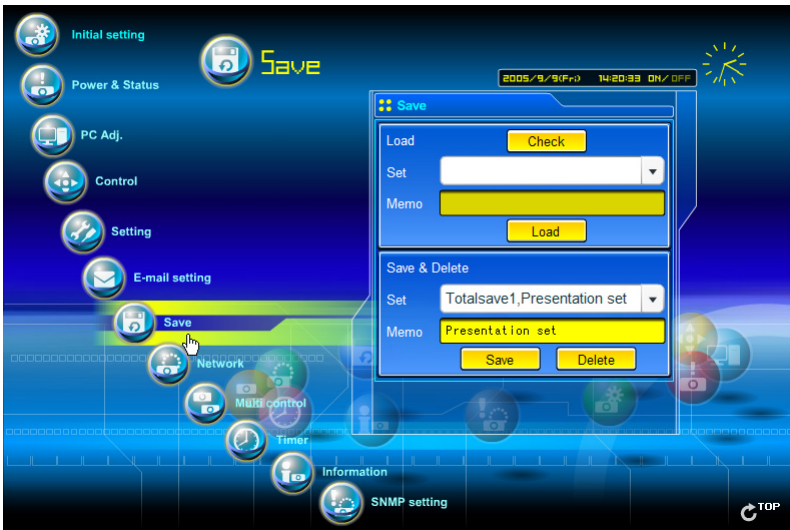 Initial setting
Save
Power & Status
2005/9/9(Fri) 14:20:33 ON/OFF
Save
PC Adj.
Load Check
Control
Set
Memo
Setting
Load
E-mail setting
Save & Delete
Set Totalsave1,Presentation set
Save
Memo Presentation set
Save Delete
Network
Multi control
Timer
Information
SNMP setting
TOP